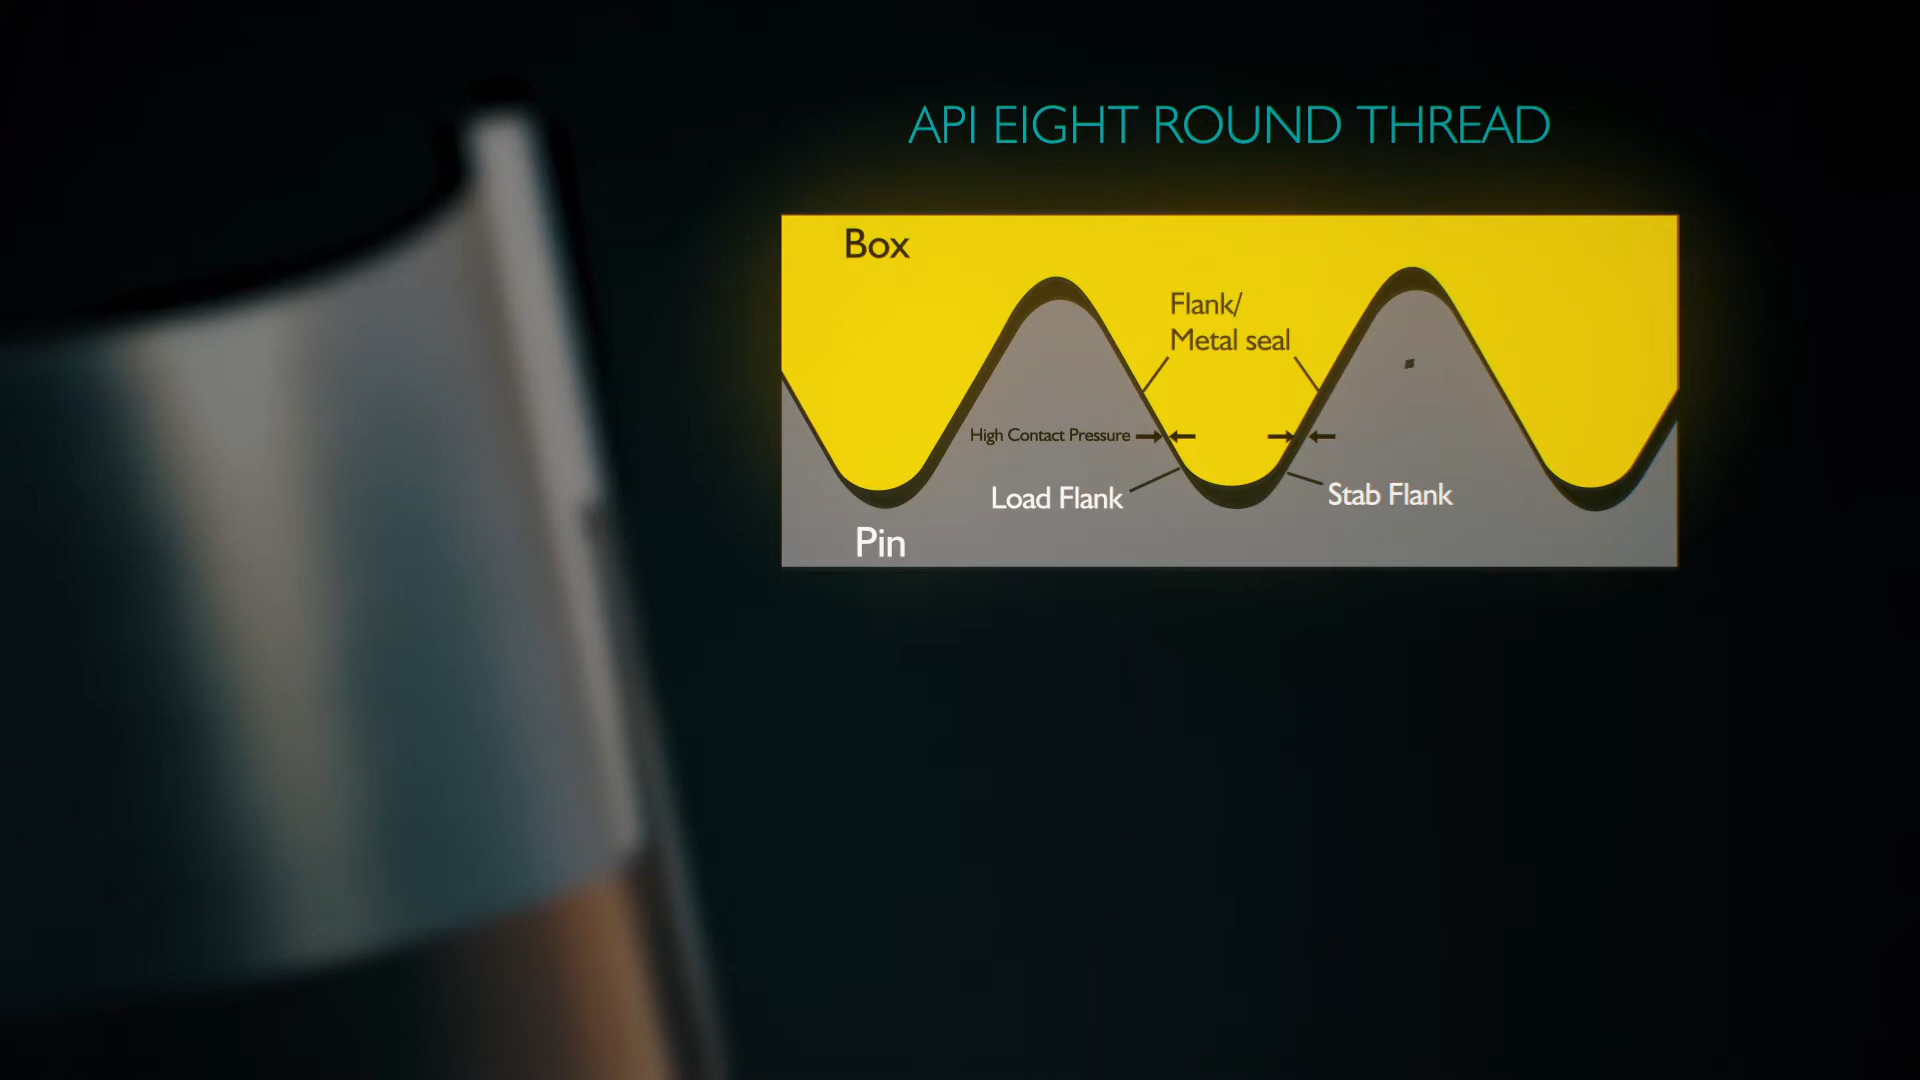 API EIGHT ROUND THREAD
Box
Flank/
Metal seal
High Contact Pressure
Load Flank
Stab Flank
Pin